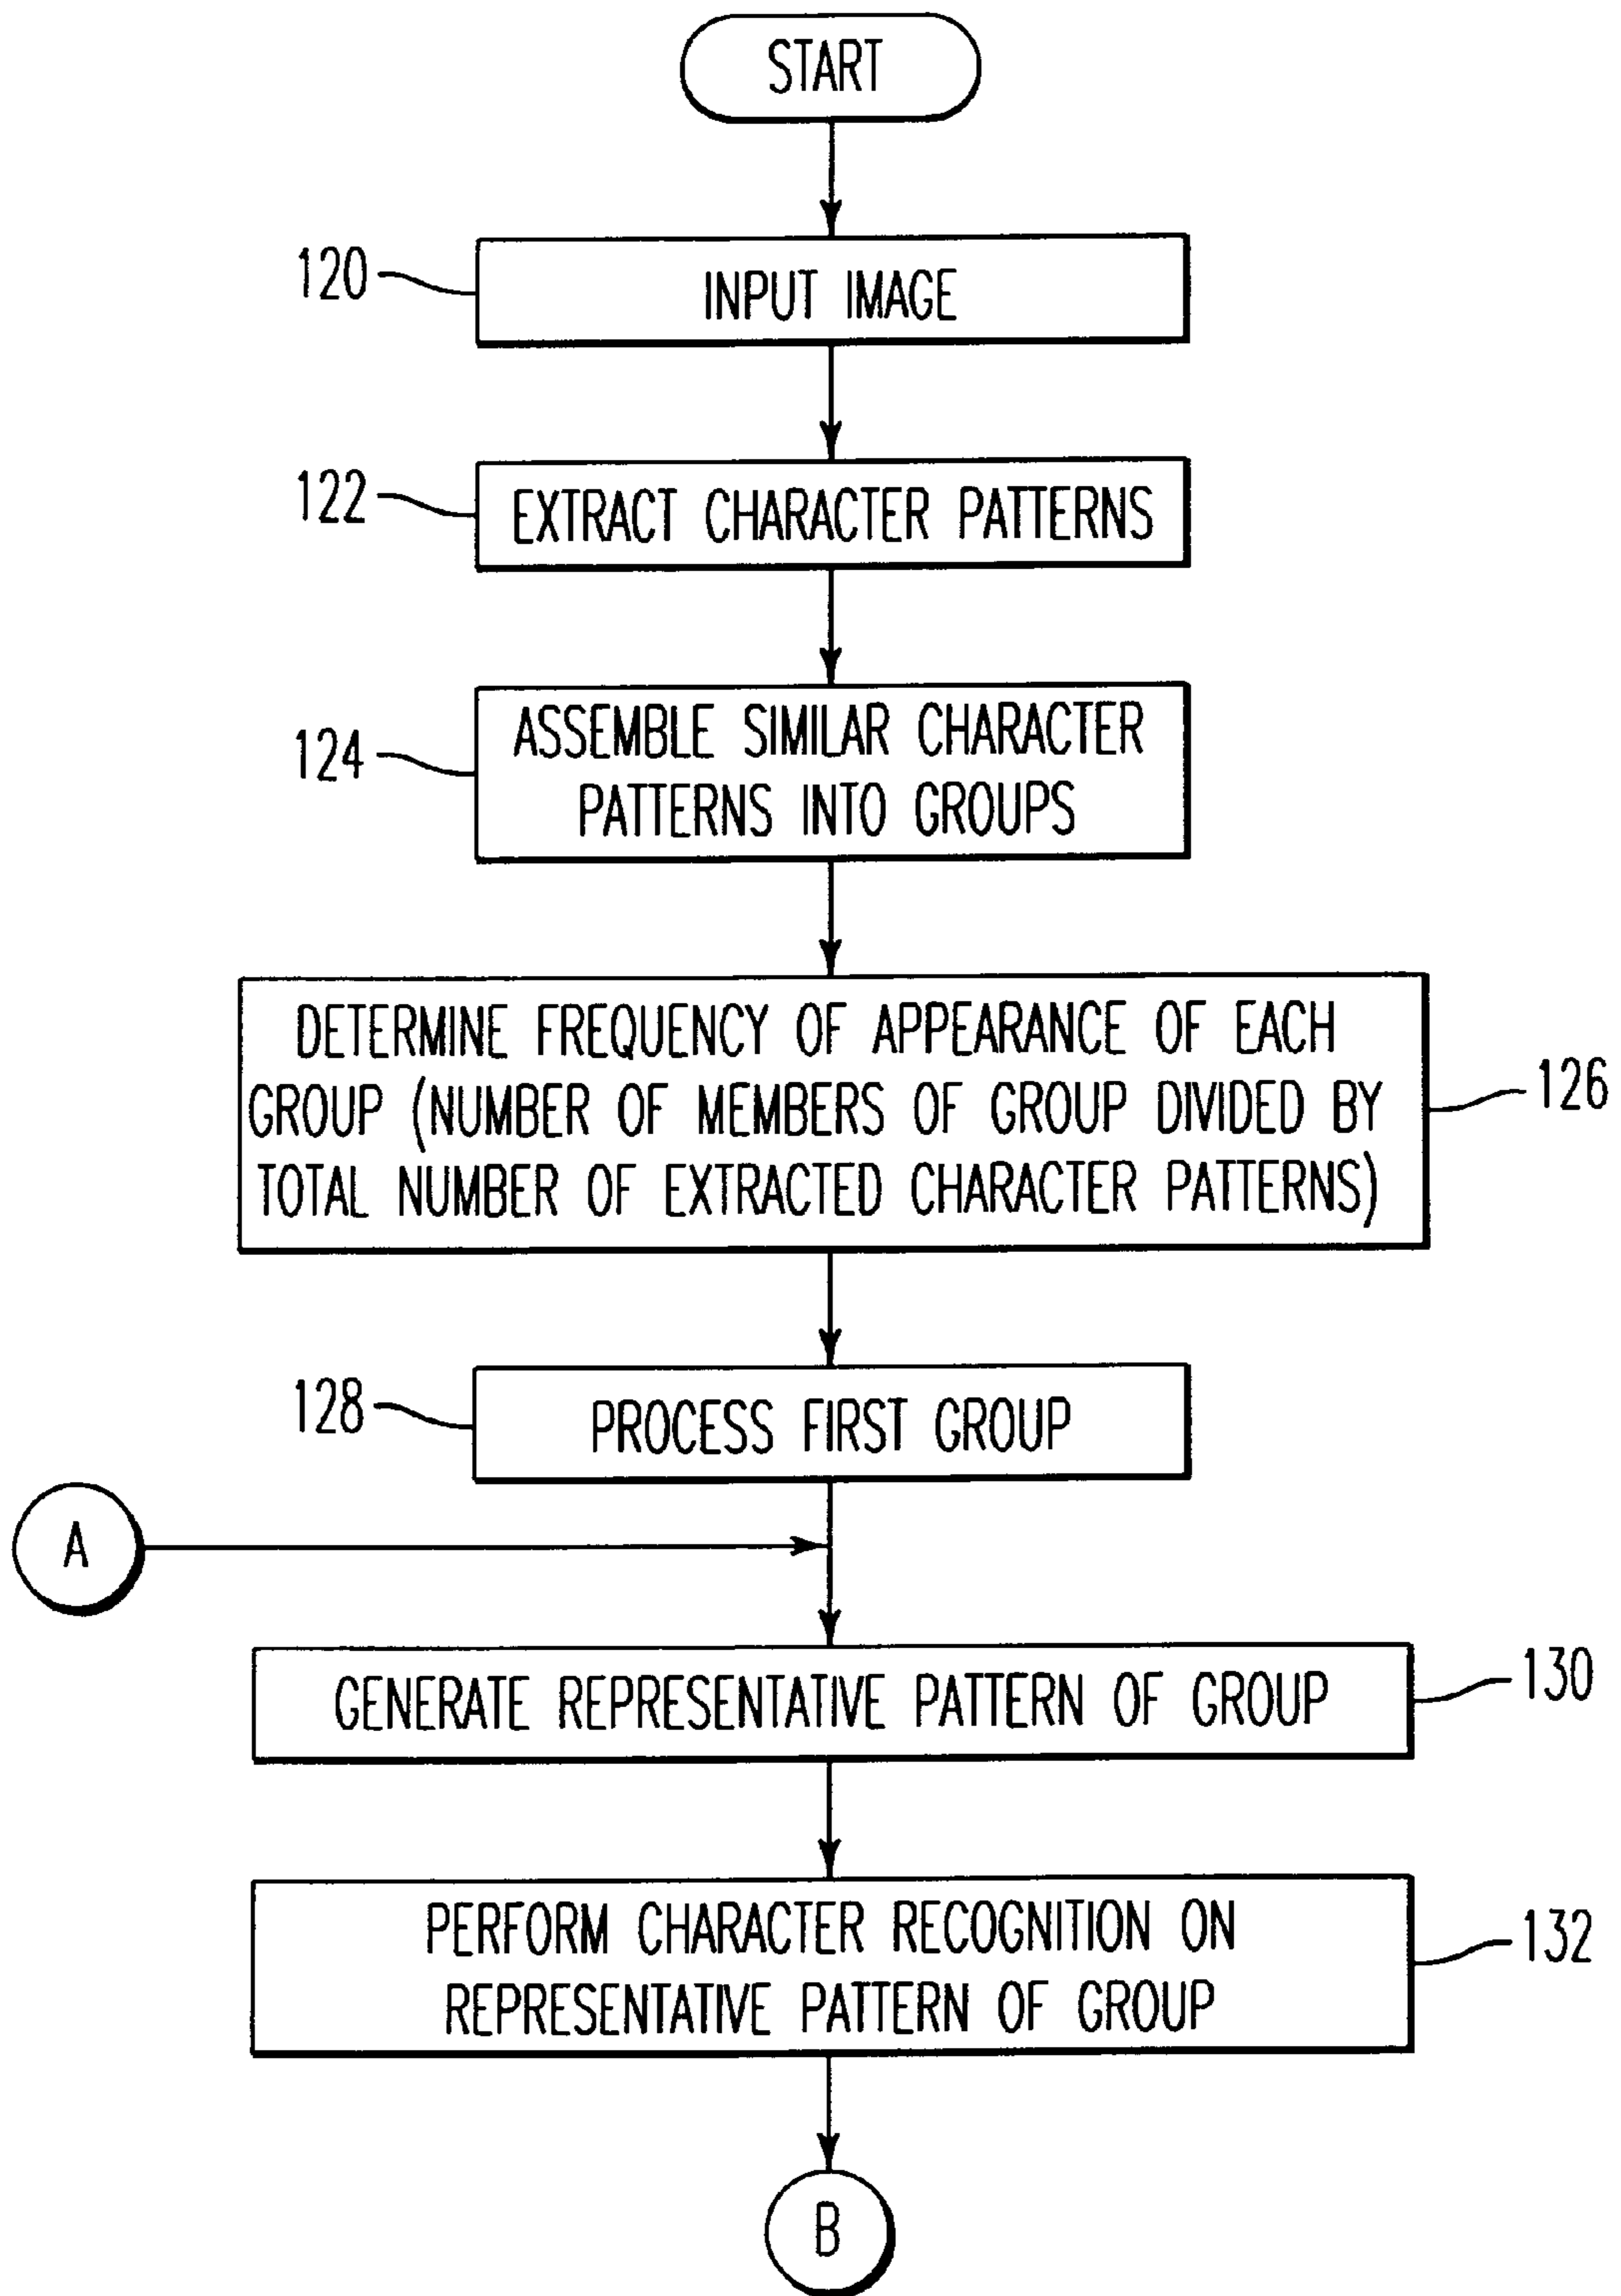 START
120
INPUT IMAGE
122
EXTRACT CHARACTER PATTERNS
124
ASSEMBLE SIMILAR CHARACTER
PATTERNS INTO GROUPS
DETERMINE FREQUENCY OF APPEARANCE OF EACH
GROUP (NUMBER OF MEMBERS OF GROUP DIVIDED BY
TOTAL NUMBER OF EXTRACTED CHARACTER PATTERNS)
126
128
PROCESS FIRST GROUP
A
GENERATE REPRESENTATIVE PATTERN OF GROUP
130
PERFORM CHARACTER RECOGNITION ON
REPRESENTATIVE PATTERN OF GROUP
132
B